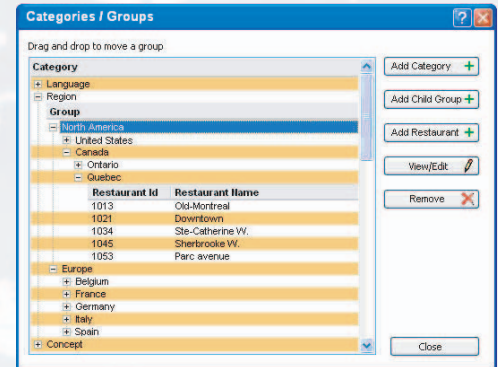 Categories / Groups
Drag and drop to move a group
Category
Language
Region
Group
North America
United States
Canada
Ontario
Quebec
Restaurant Id Restaurant Name
1013 Old-Montreal
1021 Downtown
1034 Ste-Catherine W.
1045 Sherbrooke W.
1053 Parc avenue
Europe
Belgium
France
Germany
Italy
Spain
Concept
Add Category
Add Child Group
Add Restaurant
View/Edit
Remove
Close